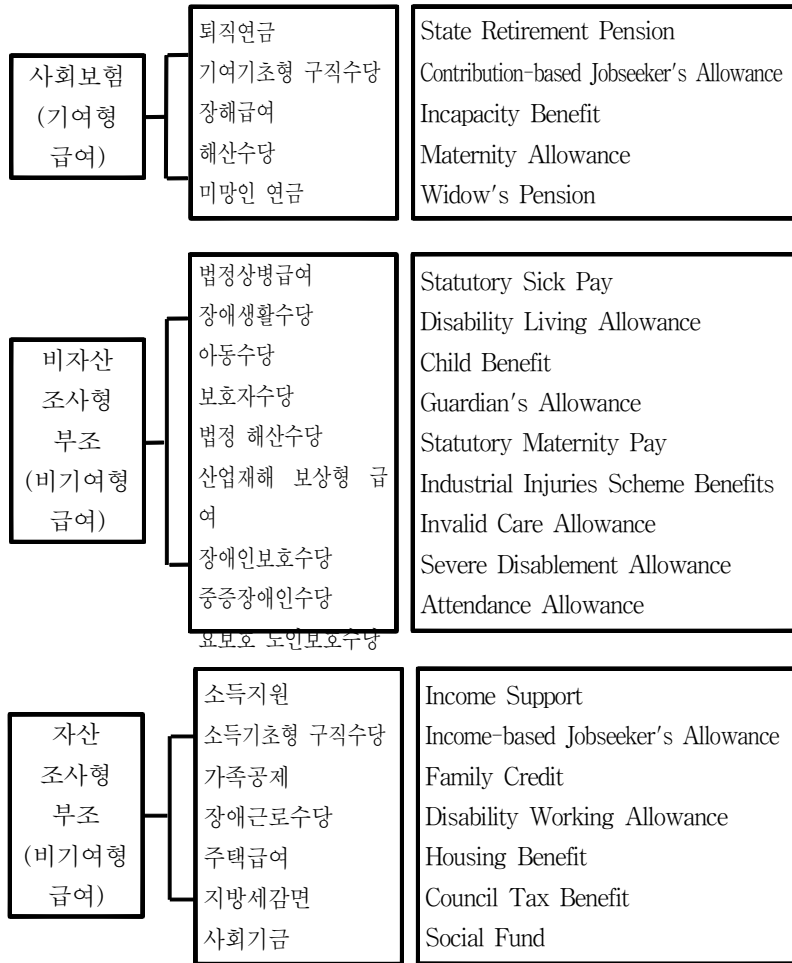 사회보험
(기여형
급여)
퇴직연금
기여기초형 구직수당
장해급여
해산수당
미망인 연금
State Retirement Pension
Contribution-based Jobseeker's Allowance
Incapacity Benefit
Maternity Allowance
Widow's Pension
비자산
조사형
부조
(비기여형
급여)
법정상병급여
장애생활수당
아동수당
보호자수당
법정 해산수당
산업재해 보상형 급
여
장애인보호수당
중증장애인수당
요보호 노인보호수당
Statutory Sick Pay
Disability Living Allowance
Child Benefit
Guardian's Allowance
Statutory Maternity Pay
Industrial Injuries Scheme Benefits
Invalid Care Allowance
Severe Disablement Allowance
Attendance Allowance
자산
조사형
부조
(비기여형
급여)
소득지원
소득기초형 구직수당
가족공제
장애근로수당
주택급여
지방세감면
사회기금
Income Support
Income-based Jobseeker's Allowance
Family Credit
Disability Working Allowance
Housing Benefit
Council Tax Benefit
Social Fund